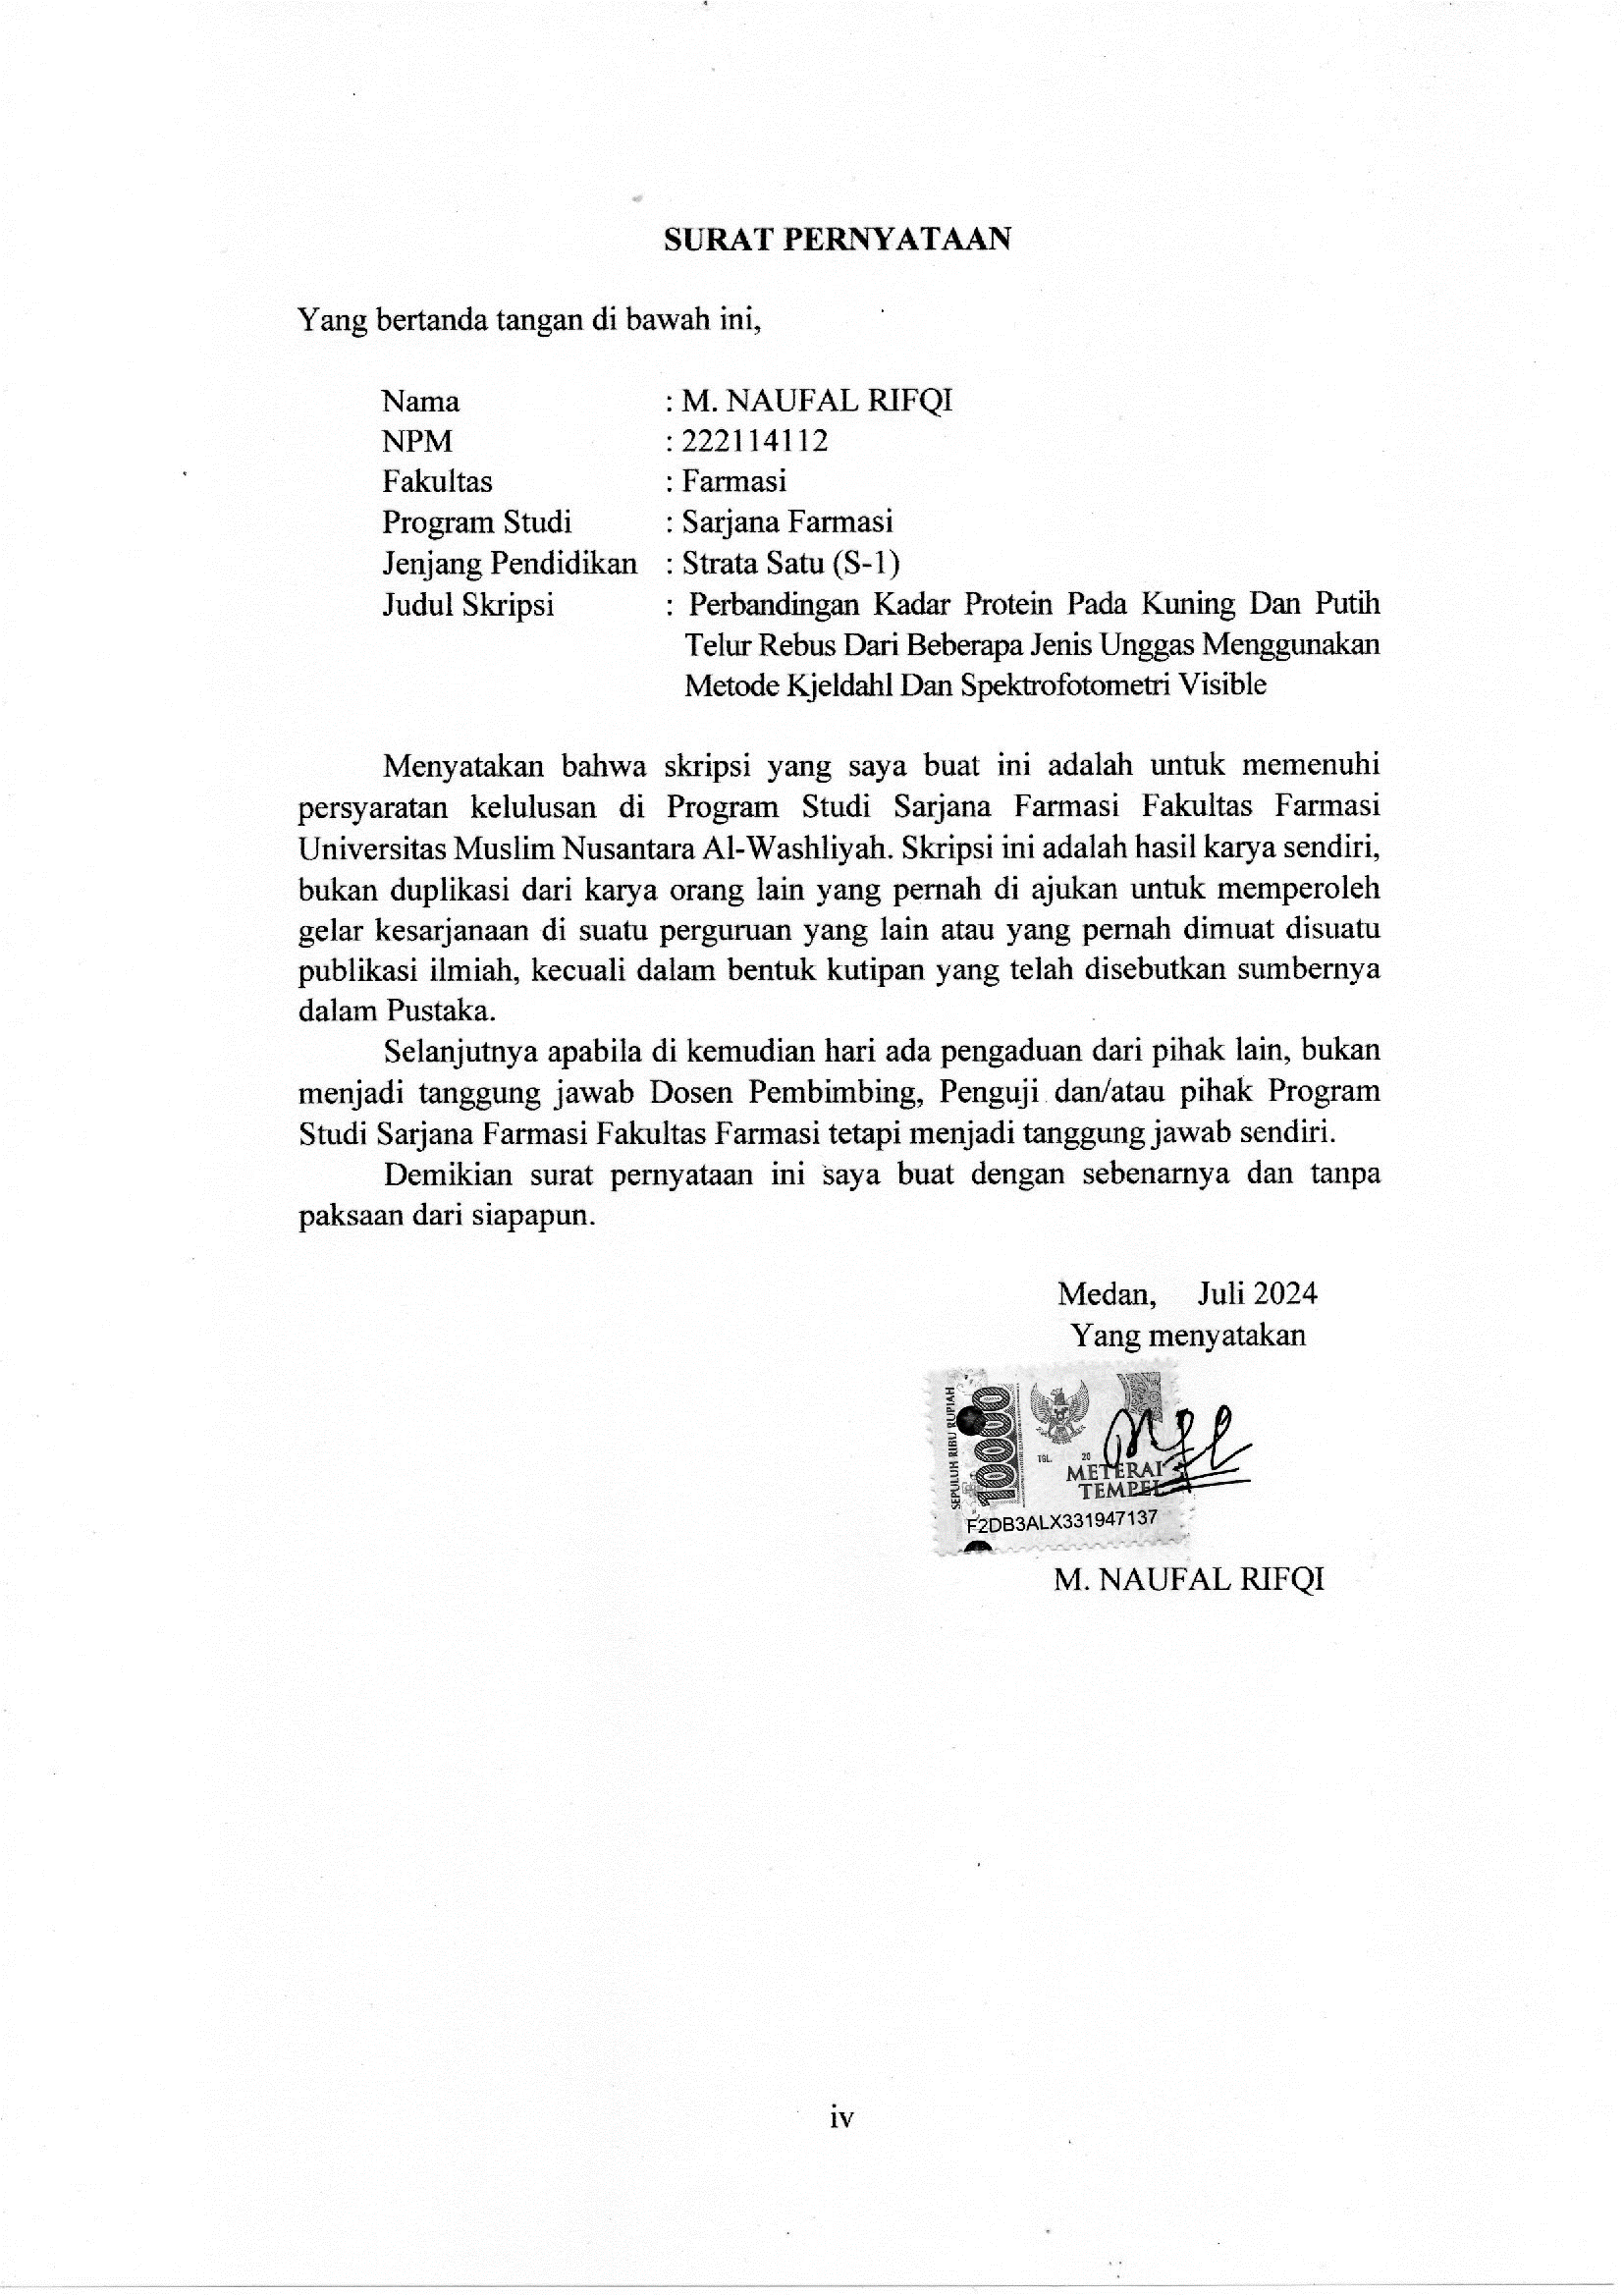 SURAT PERNYATAAN
Yang bertanda tangan di bawah ini,
Nama : M. NAUFAL RIFQI
NPM : 222114112
Fakultas : Farmasi
Program Studi : Sarjana Farmasi
Jenjang Pendidikan : Strata Satu (S-1)
Judul Skripsi : Perbandingan Kadar Protein Pada Kuning Dan Putih
Telur Rebus Dari Beberapa Jenis Unggas Menggunakan
Metode Kjeldahl Dan Spektrofotometri Visible
Menyatakan bahwa skripsi yang saya buat ini adalah untuk memenuhi
persyaratan kelulusan di Program Studi Sarjana Farmasi Fakultas Farmasi
Universitas Muslim Nusantara Al-Washliyah. Skripsi ini adalah hasil karya sendiri,
bukan duplikasi dari karya orang lain yang pernah di ajukan untuk memperoleh
gelar kesarjanaan di suatu perguruan yang lain atau yang pernah dimuat disuatu
publikasi ilmiah, kecuali dalam bentuk kutipan yang telah disebutkan sumbernya
dalam Pustaka.
Selanjutnya apabila di kemudian hari ada pengaduan dari pihak lain, bukan
menjadi tanggung jawab Dosen Pembimbing, Penguji dan/atau pihak Program
Studi Sarjana Farmasi Fakultas Farmasi tetapi menjadi tanggung jawab sendiri.
Demikian surat pernyataan ini saya buat dengan sebenarnya dan tanpa
paksaan dari siapapun.
Medan, Juli 2024
Yang menyatakan
SEPULUH RIBU RUPIAH
10000
TGL. 20
METERAI
TEMPEL
F2DB3ALX331947137
M. NAUFAL RIFQI
iv